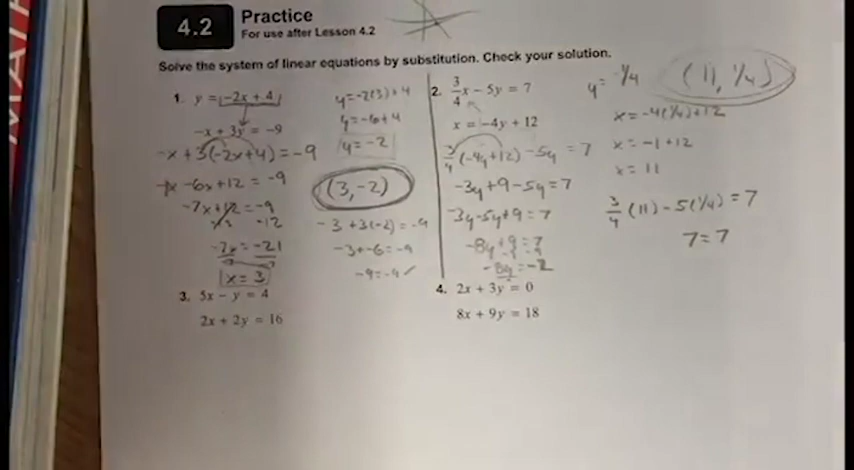 MATH
4.2
Practice
For use after Lesson 4.2
Solve the system of linear equations by substitution. Check your solution.
1. y = -2x + 4
-x + 3y = -9
-x + 3(-2x+4) = -9
-6x + 12 = -9
-7x + 12 = -9
-12 -12
-7x = -21
x = 3
y = -2(3) + 4
y = -6 + 4
y = -2
(3, -2)
-3 + 3(-2) = -9
-3 + -6 = -9
-9 = -9 ✓
2. 3/4 x - 5y = 7
x = -4y + 12
3/4 (-4y+12) - 5y = 7
-3y + 9 - 5y = 7
-3y - 5y + 9 = 7
-8y + 9 = 7
-9 -9
-8y = -2
y = 1/4
(11, 1/4)
x = -4(1/4) + 12
x = -1 + 12
x = 11
3/4 (11) - 5(1/4) = 7
7 = 7
3. 5x - y = 4
2x + 2y = 16
4. 2x + 3y = 0
8x + 9y = 18